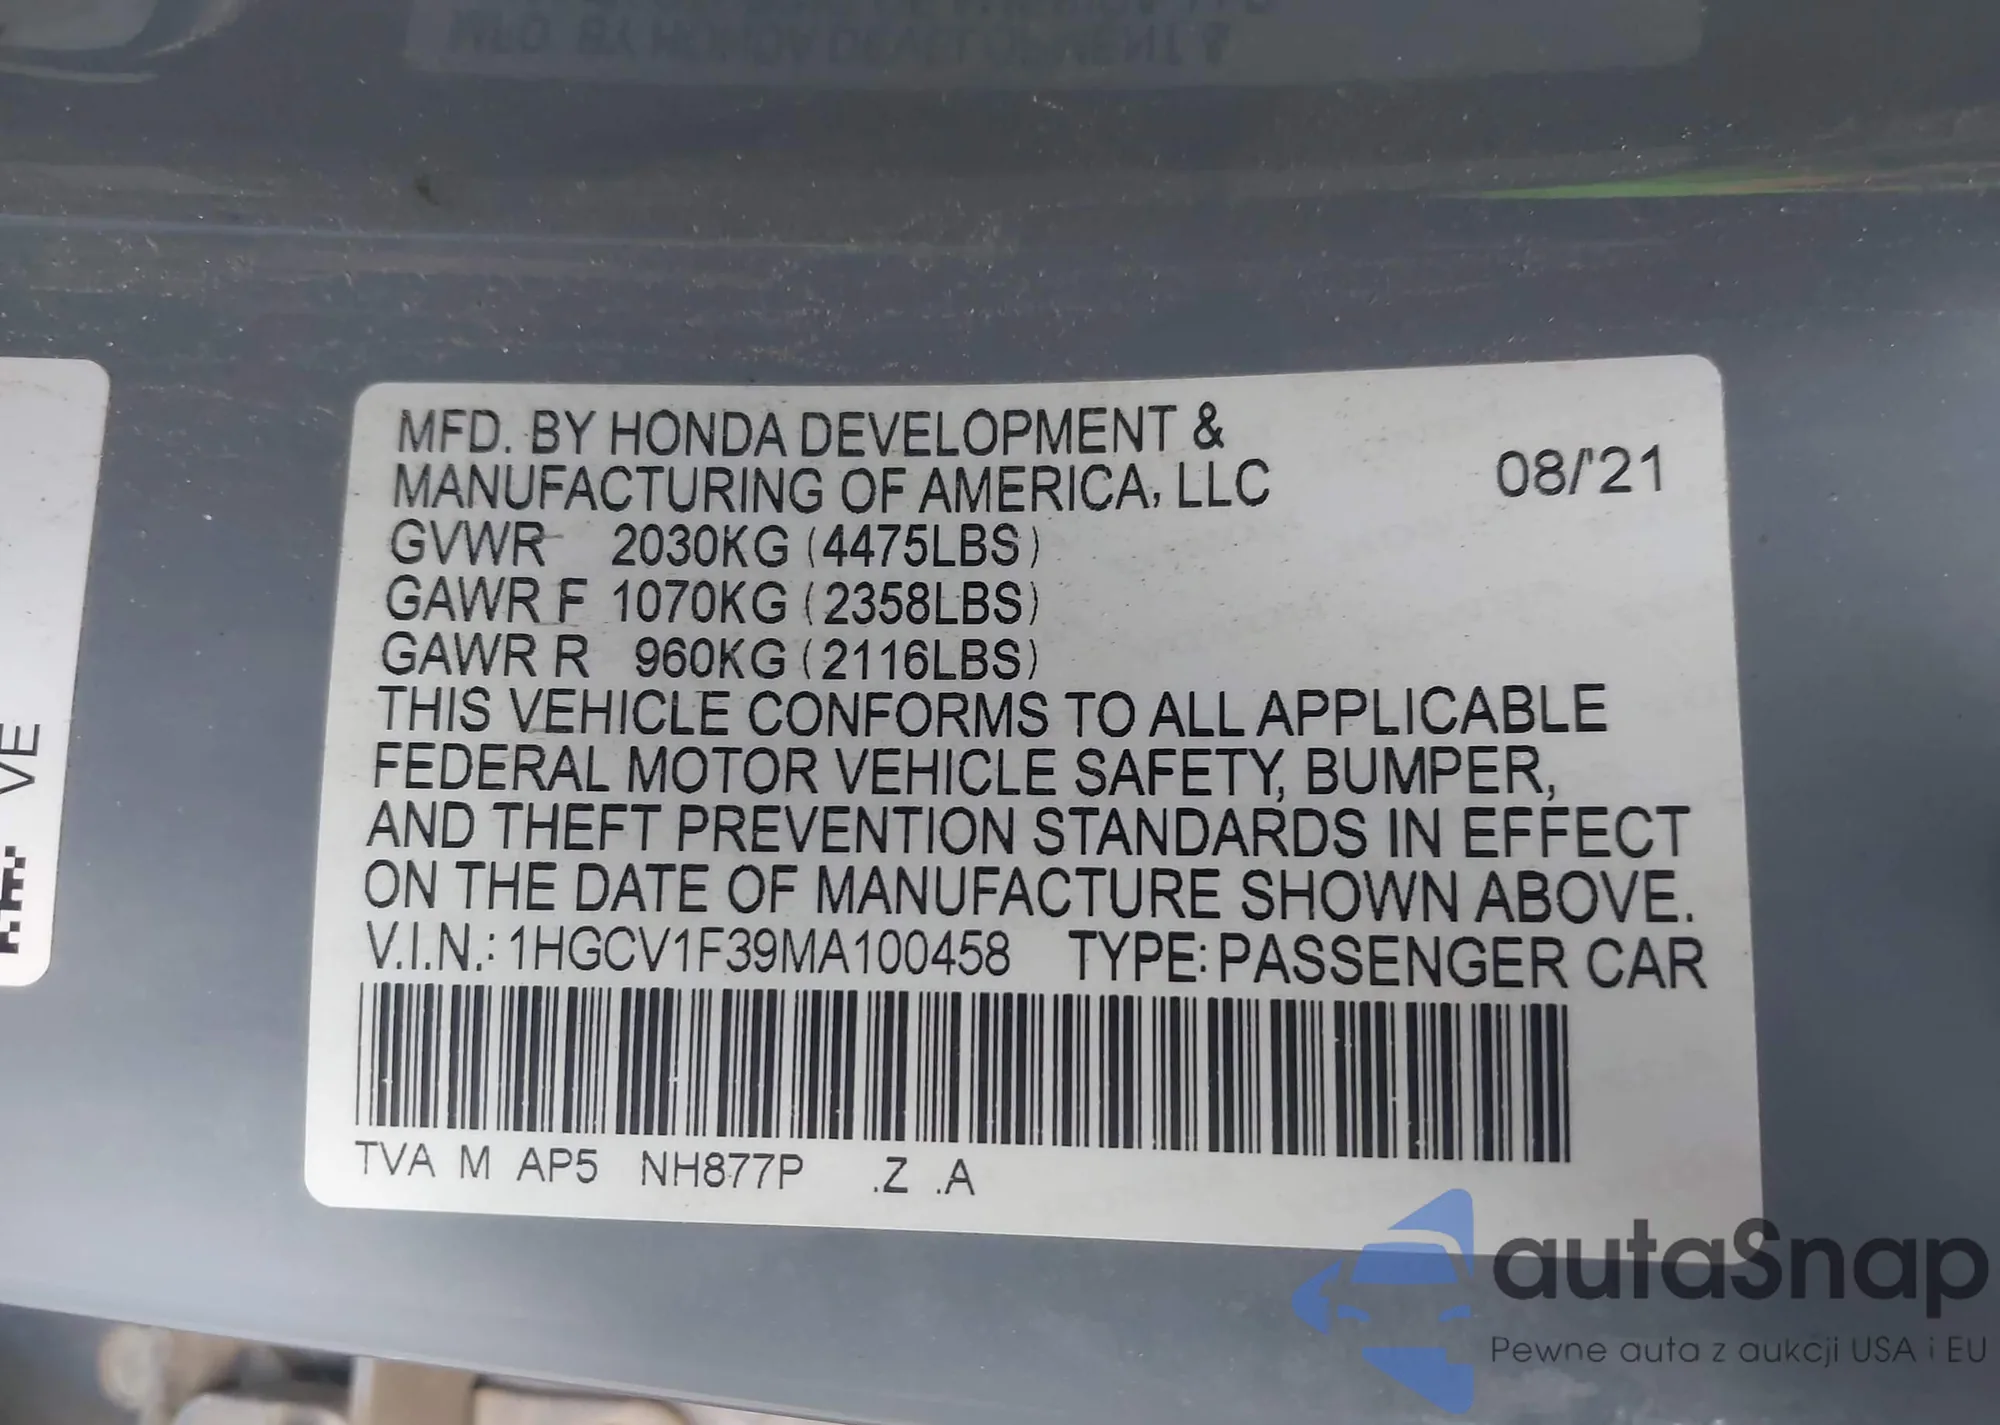 MFD. BY HONDA DEVELOPMENT &
MANUFACTURING OF AMERICA, LLC
08/'21
GVWR 2030KG (4475LBS)
GAWR F 1070KG (2358LBS)
GAWR R 960KG (2116LBS)
THIS VEHICLE CONFORMS TO ALL APPLICABLE
FEDERAL MOTOR VEHICLE SAFETY, BUMPER,
AND THEFT PREVENTION STANDARDS IN EFFECT
ON THE DATE OF MANUFACTURE SHOWN ABOVE.
V.I.N.: 1HGCV1F39MA100458 TYPE: PASSENGER CAR
TVA M AP5 NH877P .Z .A
VE
autaSnap
Pewne auta z aukcji USA i EU